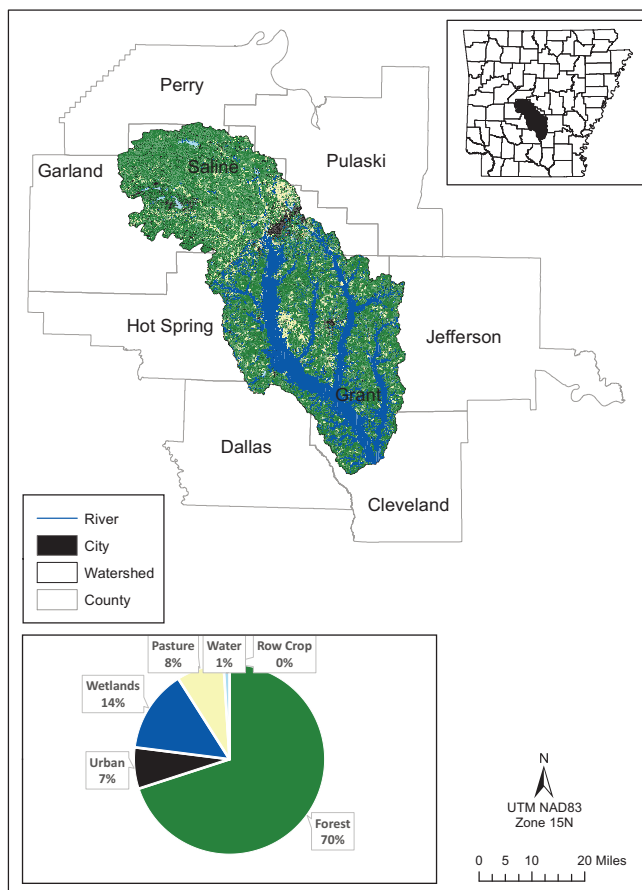 Perry
Pulaski
Garland
Saline
Hot Spring
Jefferson
Grant
Dallas
Cleveland
River
City
Watershed
County
Pasture
8%
Water
1%
Row Crop
0%
Wetlands
14%
Urban
7%
Forest
70%
N
UTM NAD83
Zone 15N
0 5 10 20 Miles